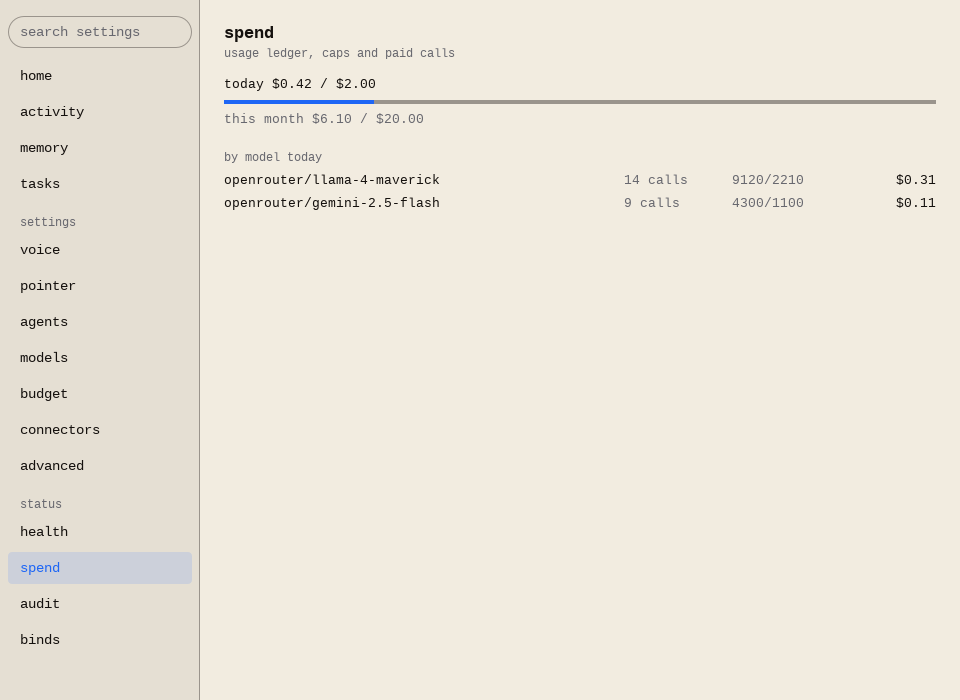 search settings
home
activity
memory
tasks
settings
voice
pointer
agents
models
budget
connectors
advanced
status
health
spend
audit
binds
spend
usage ledger, caps and paid calls
today $0.42 / $2.00
this month $6.10 / $20.00
by model today
openrouter/llama-4-maverick 14 calls 9120/2210 $0.31
openrouter/gemini-2.5-flash 9 calls 4300/1100 $0.11